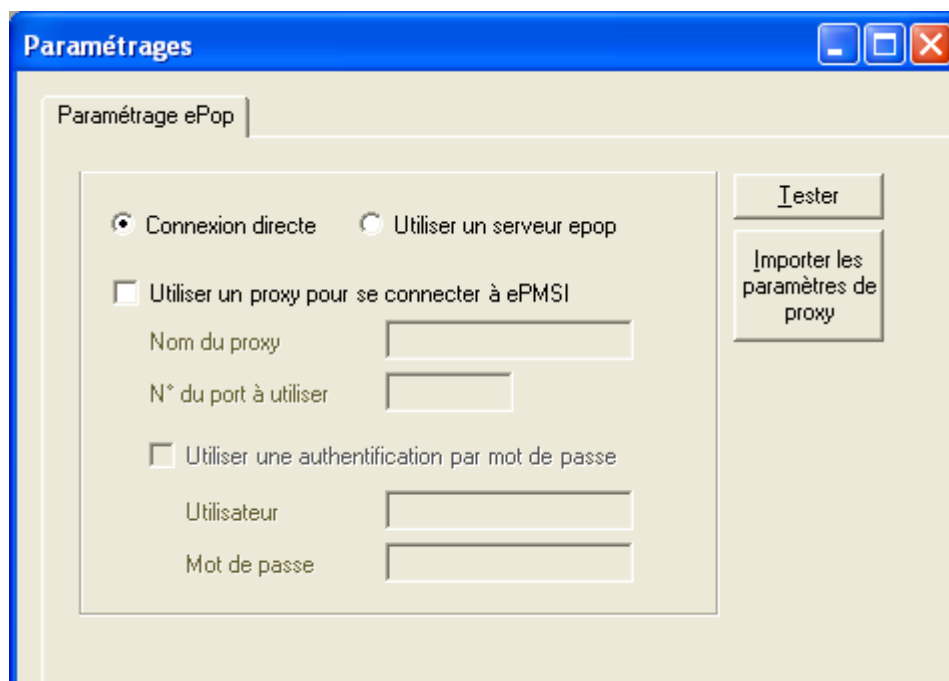 Paramétrages
Paramétrage ePop
Connexion directe
Utiliser un serveur epop
Tester
Importer les
paramètres de
proxy
Utiliser un proxy pour se connecter à ePMSI
Nom du proxy
N° du port à utiliser
Utiliser une authentification par mot de passe
Utilisateur
Mot de passe